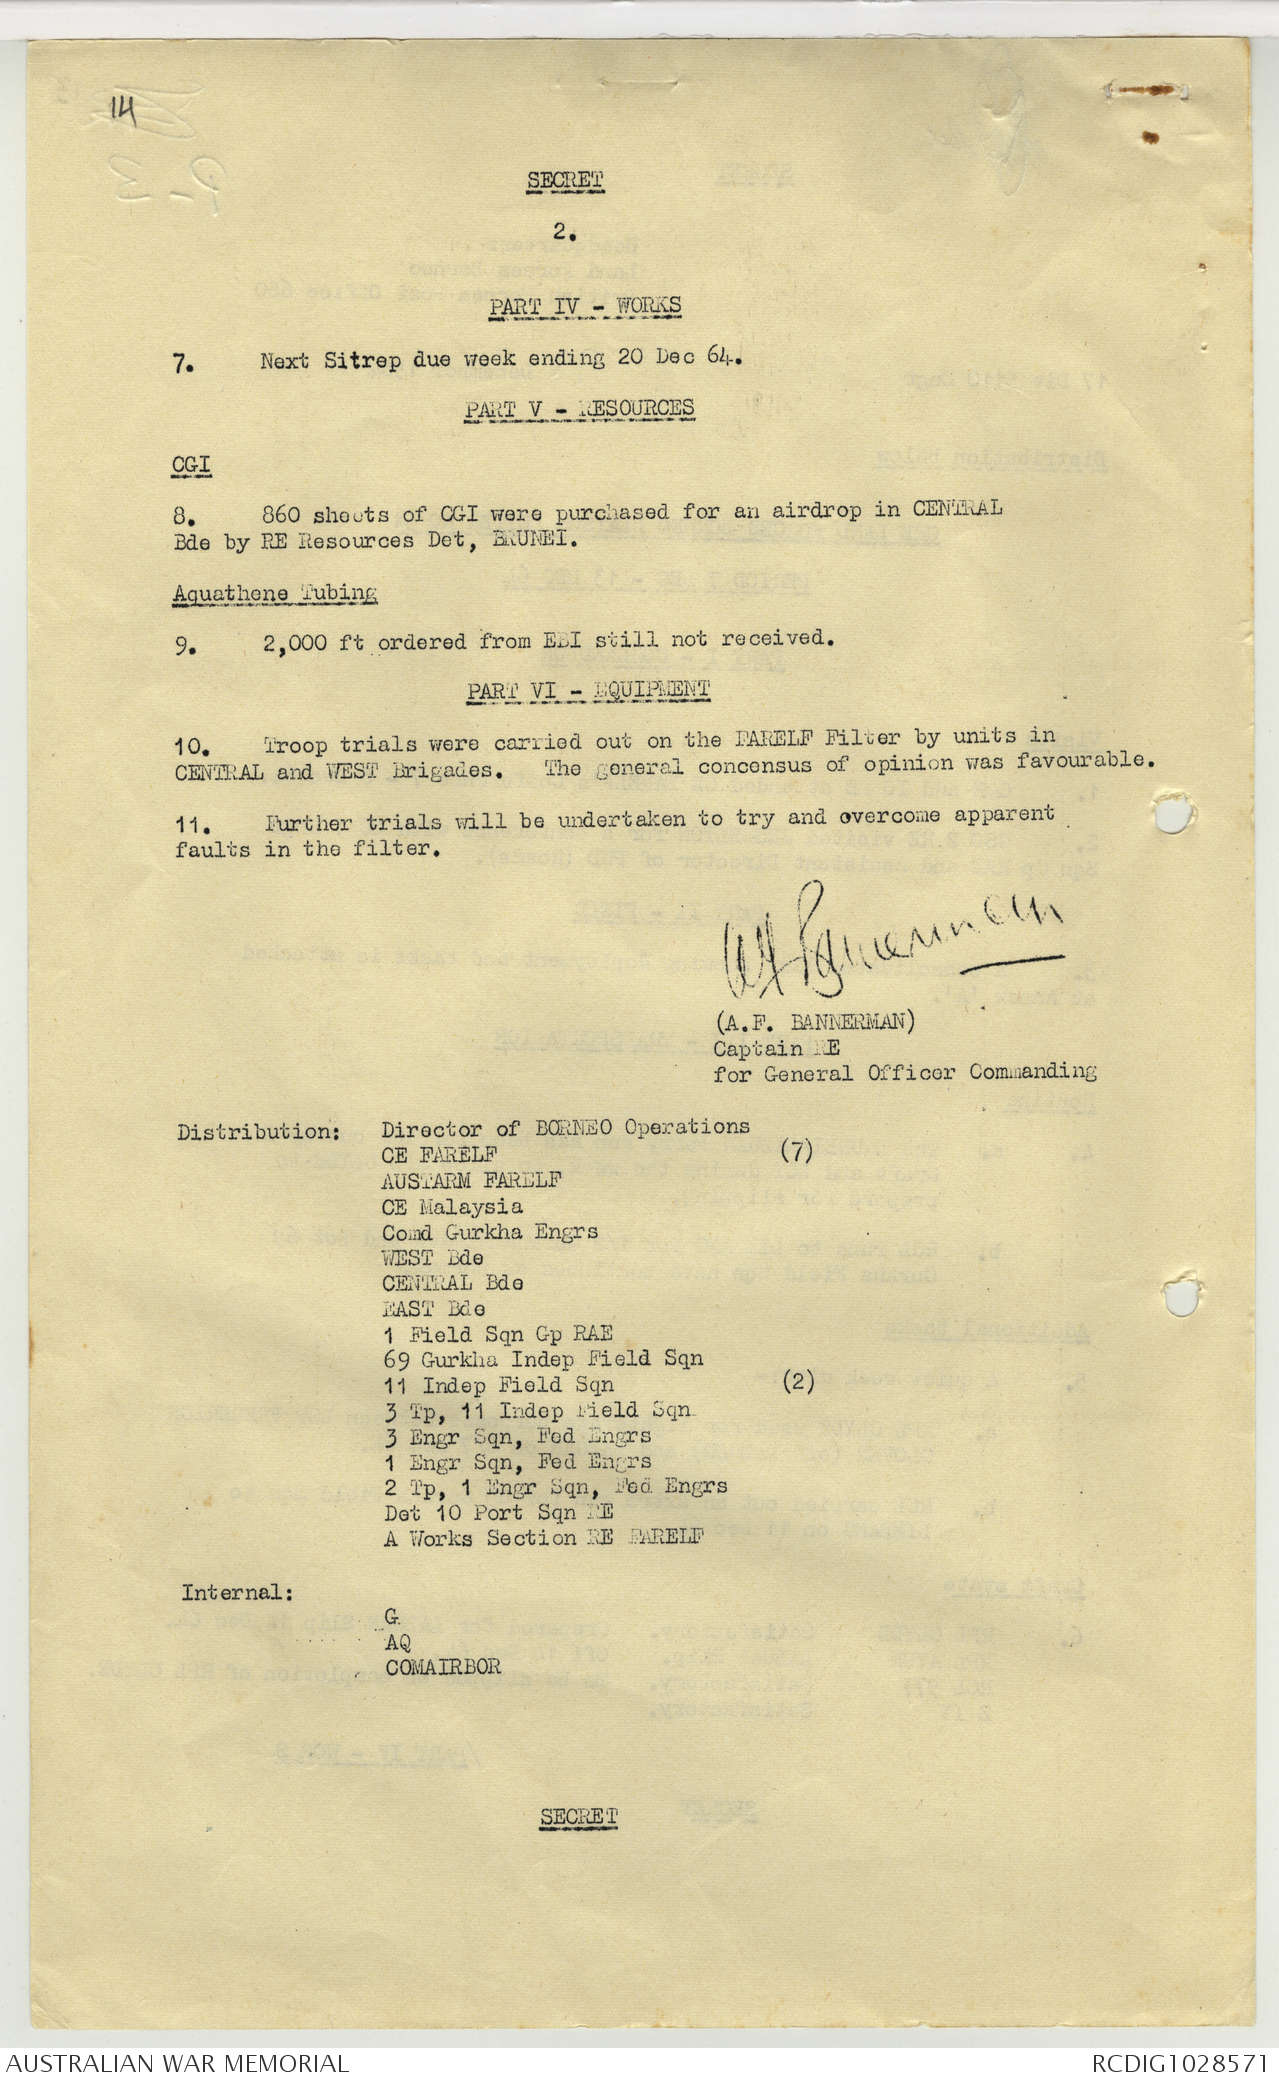 14
SECRET
2.
PART IV - WORKS
7. Next Sitrep due week ending 20 Dec 64.
PART V - RESOURCES
CGI
8. 860 sheets of CGI were purchased for an airdrop in CENTRAL
Bde by RE Resources Det, BRUNEI.
Aquathene Tubing
9. 2,000 ft ordered from EBI still not received.
PART VI - EQUIPMENT
10. Troop trials were carried out on the FARELF Filter by units in
CENTRAL and WEST Brigades. The general concensus of opinion was favourable.
11. Further trials will be undertaken to try and overcome apparent
faults in the filter.
Bannerman
(A.F. BANNERMAN)
Captain RE
for General Officer Commanding
Distribution: Director of BORNEO Operations
CE FARELF (7)
AUSTARM FARELF
CE Malaysia
Comd Gurkha Engrs
WEST Bde
CENTRAL Bde
EAST Bde
1 Field Sqn Gp RAE
69 Gurkha Indep Field Sqn
11 Indep Field Sqn (2)
3 Tp, 11 Indep Field Sqn
3 Engr Sqn, Fed Engrs
1 Engr Sqn, Fed Engrs
2 Tp, 1 Engr Sqn, Fed Engrs
Det 10 Port Sqn RE
A Works Section RE FARELF
Internal:
G
AQ
COMAIRBOR
SECRET
AUSTRALIAN WAR MEMORIAL
RCDIG1028571